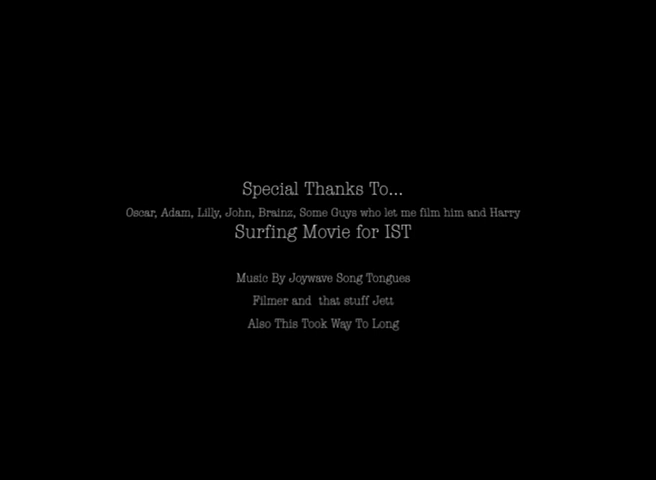 Special Thanks To...
Oscar, Adam, Lilly, John, Brainz, Some Guys who let me film him and Harry
Surfing Movie for IST
Music By Joywave Song Tongues
Filmer and that stuff Jett
Also This Took Way To Long